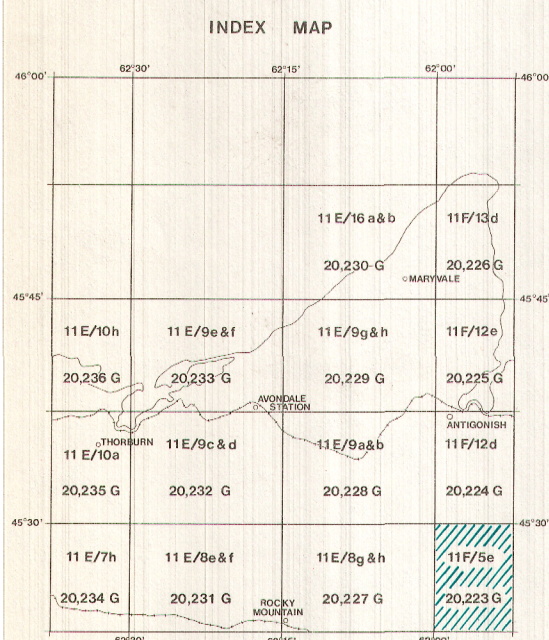 INDEX MAP
62°30' 62°15' 62°00'
46°00' 46°00'
11 E/16 a&b 11F/13d
20,230-G 20,226 G
MARYVALE
45°45' 45°45'
11 E/10h 11 E/9e&f 11 E/9g&h 11F/12e
20,236 G 20,233 G 20,229 G 20,225 G
AVONDALE
STATION
ANTIGONISH
THORBURN 11 E/9c & d 11E/9a&b 11F/12d
11 E/10a
20,235 G 20,232 G 20,228 G 20,224 G
45°30' 45°30'
11 E/7h 11 E/8e&f 11 E/8g&h 11F/5e
20,234 G 20,231 G 20,227 G 20,223 G
ROCKY
MOUNTAIN